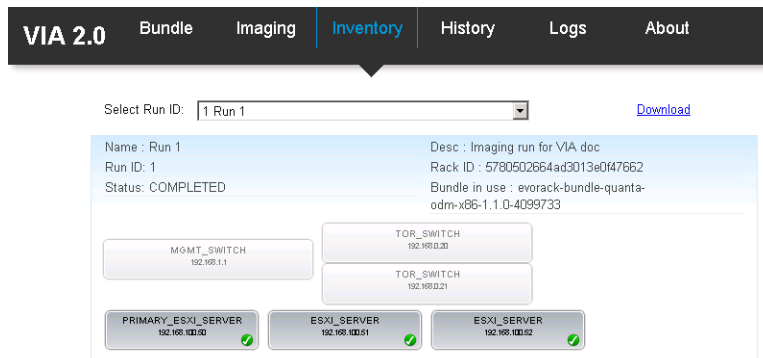 VIA 2.0 Bundle Imaging Inventory History Logs About
Select Run ID: 1 Run 1 Download
Name : Run 1
Run ID: 1
Status: COMPLETED
Desc : Imaging run for VIA doc
Rack ID : 5780502664ad3013e0f47662
Bundle in use : evorack-bundle-quanta-
odm-x86-1.1.0-4099733
MGMT_SWITCH
192.168.1.1
TOR_SWITCH
192.168.0.20
TOR_SWITCH
192.168.0.21
PRIMARY_ESXI_SERVER
192.168.100.50
ESXI_SERVER
192.168.100.51
ESXI_SERVER
192.168.100.52